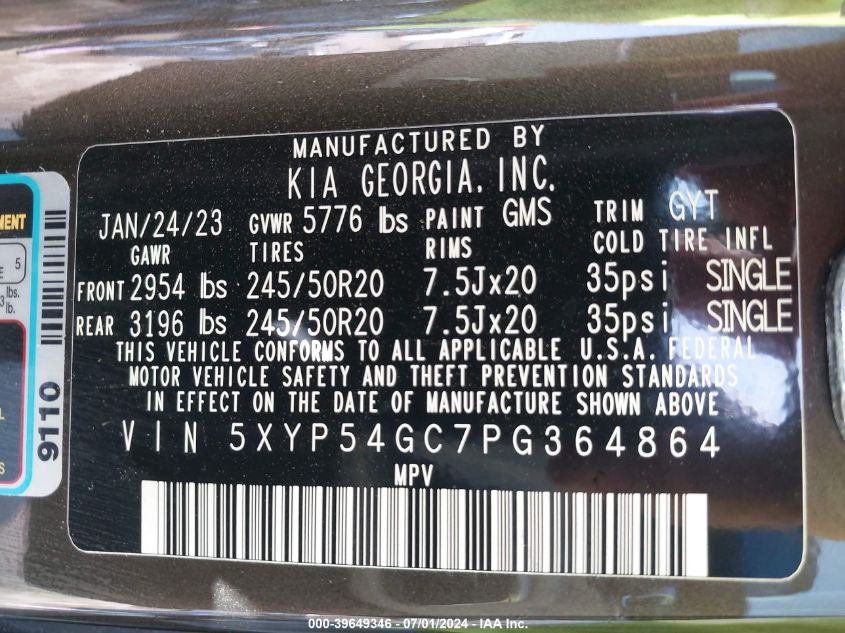 MANUFACTURED BY
KIA GEORGIA, INC.
JAN/24/23 GVWR 5776 lbs PAINT GMS TRIM GYT
GAWR TIRES RIMS COLD TIRE INFL
FRONT 2954 lbs 245/50R20 7.5Jx20 35psi SINGLE
REAR 3196 lbs 245/50R20 7.5Jx20 35psi SINGLE
THIS VEHICLE CONFORMS TO ALL APPLICABLE U.S.A. FEDERAL
MOTOR VEHICLE SAFETY AND THEFT PREVENTION STANDARDS
IN EFFECT ON THE DATE OF MANUFACTURE SHOWN ABOVE
VIN 5XYP54GC7PG364864
MPV
5
lbs.
lb.
9110
000-39649346 - 07/01/2024 - IAA Inc.